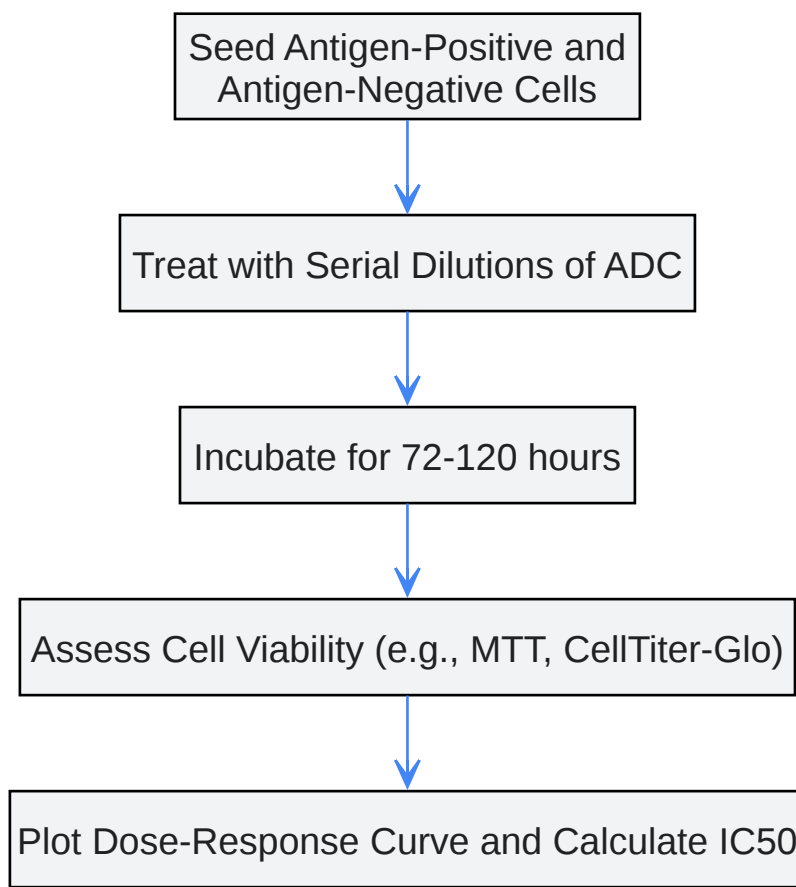 Seed Antigen-Positive and
Antigen-Negative Cells
Treat with Serial Dilutions of ADC
Incubate for 72-120 hours
Assess Cell Viability (e.g., MTT, CellTiter-Glo)
Plot Dose-Response Curve and Calculate IC50